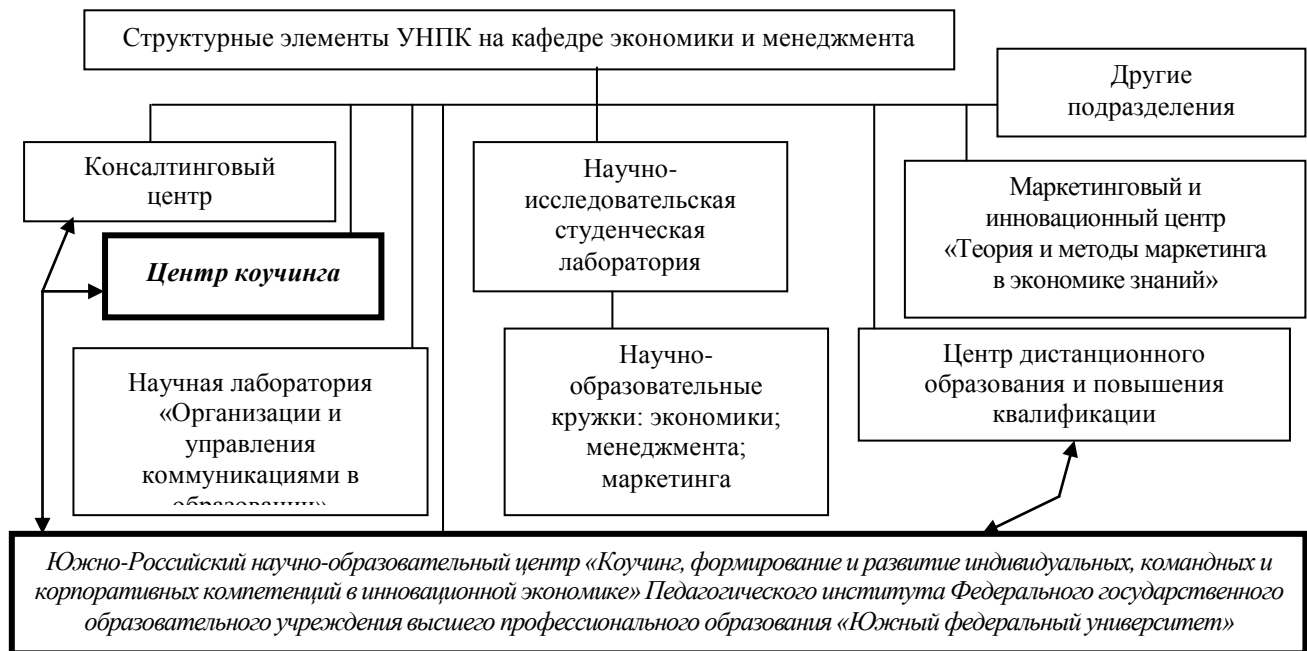 Структурные элементы УНПК на кафедре экономики и менеджмента
Другие
подразделения
Консалтинговый
центр
Центр коучинга
Научная лаборатория
«Организации и
управления
коммуникациями в
образовании»
Научно-
исследовательская
студенческая
лаборатория
Научно-
образовательные
кружки: экономики;
менеджмента;
маркетинга
Маркетинговый и
инновационный центр
«Теория и методы маркетинга
в экономике знаний»
Центр дистанционного
образования и повышения
квалификации
Южно-Российский научно-образовательный центр «Коучинг, формирование и развитие индивидуальных, командных и
корпоративных компетенций в инновационной экономике» Педагогического института Федерального государственного
образовательного учреждения высшего профессионального образования «Южный федеральный университет»